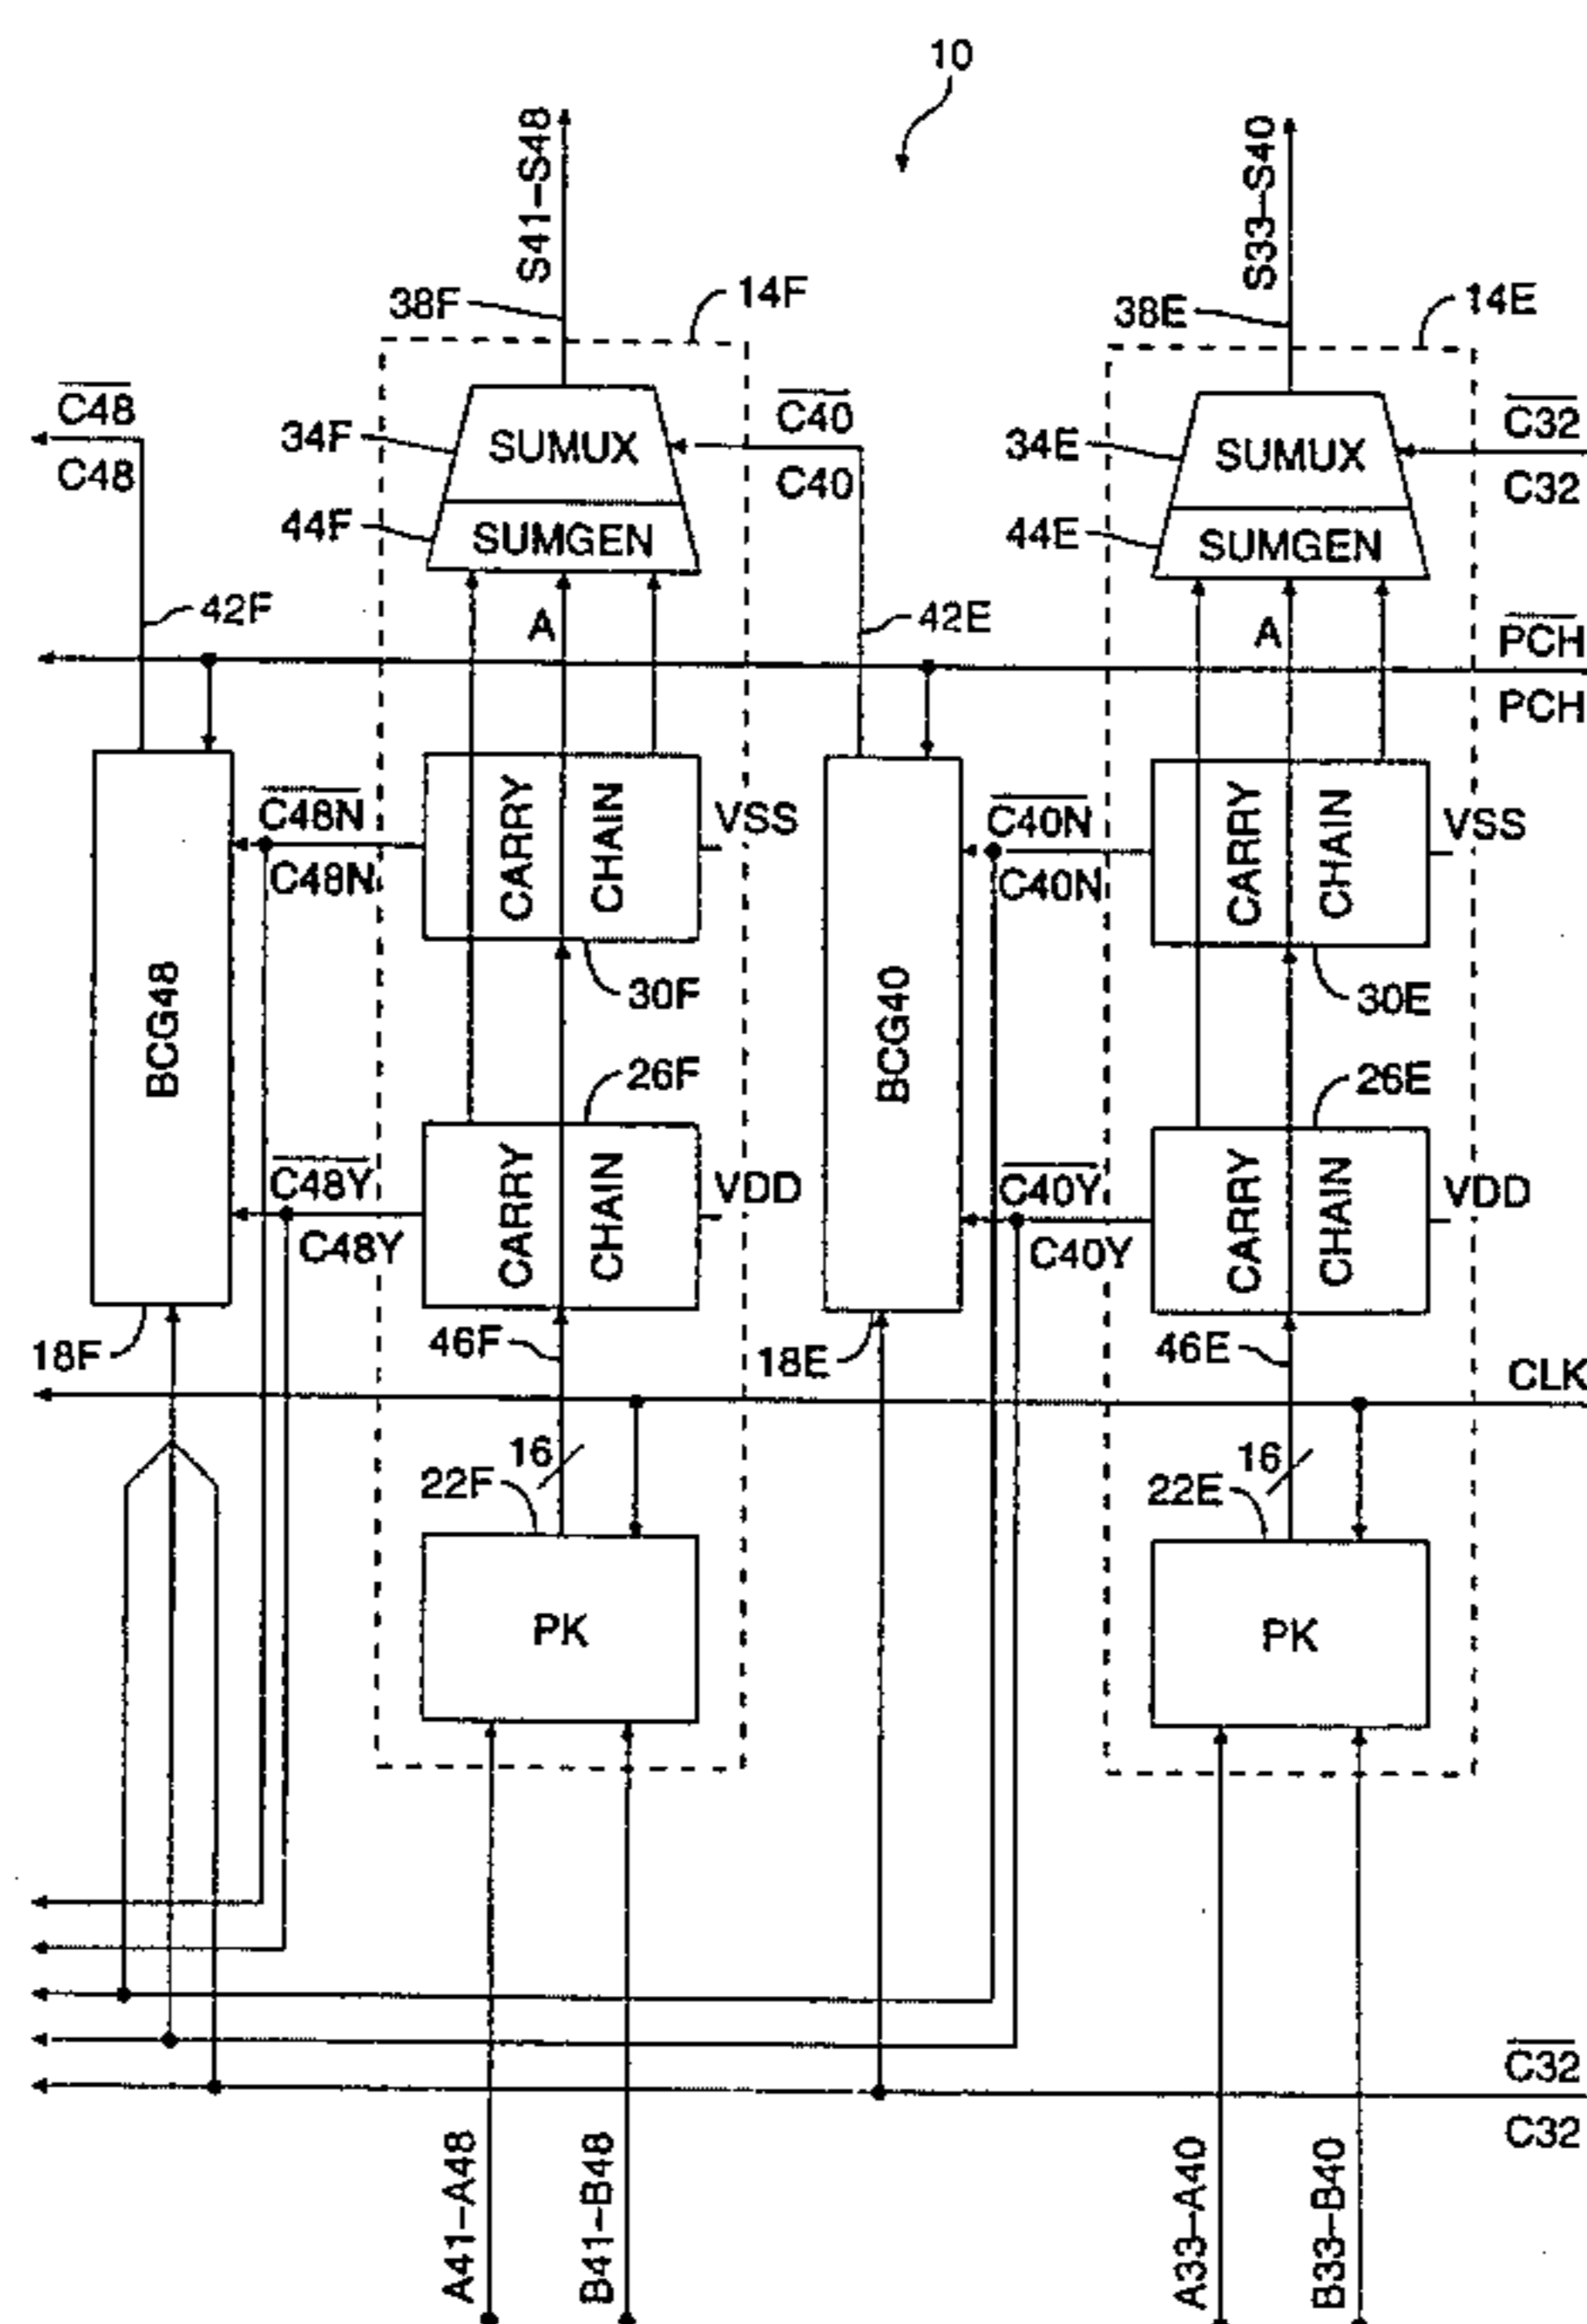 10
S41–S48
S33–S40
38F
14F
38E
14E
C48
C48
34F
SUMUX
C40
C40
34E
SUMUX
C32
C32
44F
SUMGEN
44E
SUMGEN
42F
A
42E
A
PCH
PCH
C48N
C48N
CARRY CHAIN
VSS
C40N
C40N
CARRY CHAIN
VSS
BCG48
30F
BCG40
30E
26F
26E
C48Y
C48Y
CARRY CHAIN
VDD
C40Y
C40Y
CARRY CHAIN
VDD
18F
46F
18E
46E
CLK
16
22F
16
22E
PK
PK
C32
C32
A41–A48
B41–B48
A33–A40
B33–B40